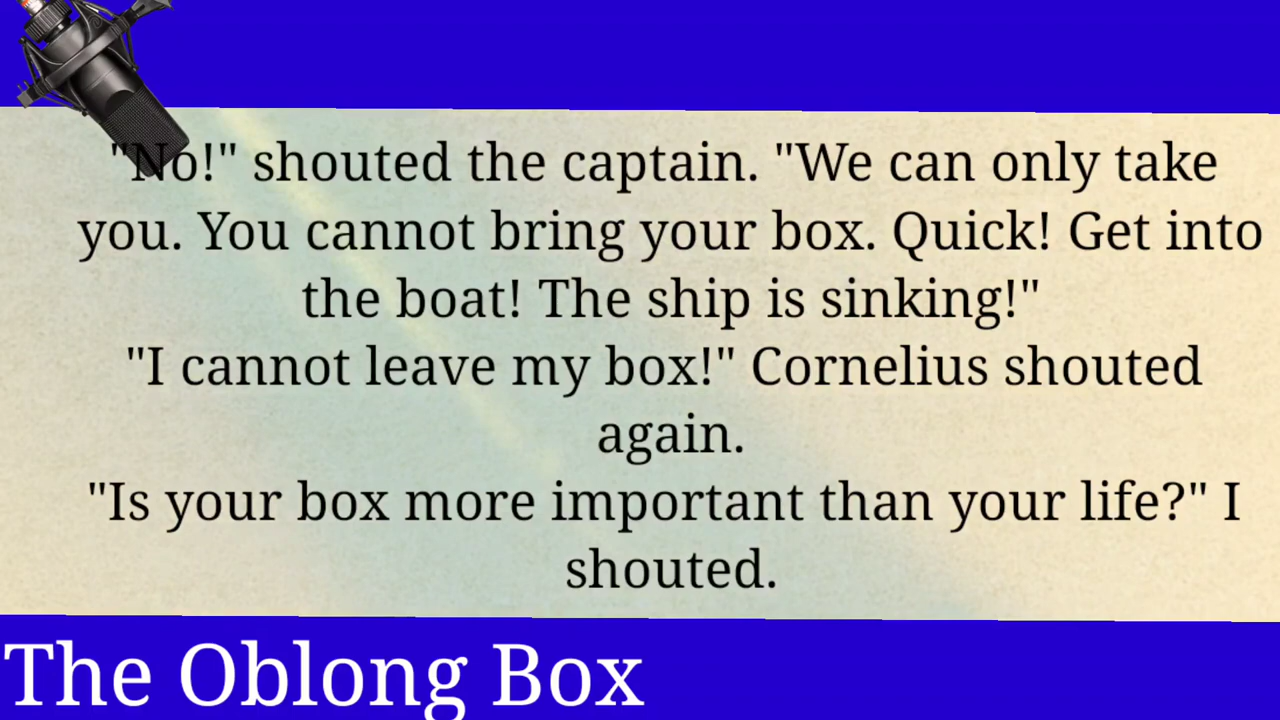 "No!" shouted the captain. "We can only take
you. You cannot bring your box. Quick! Get into
the boat! The ship is sinking!"
"I cannot leave my box!" Cornelius shouted
again.
"Is your box more important than your life?" I
shouted.
The Oblong Box